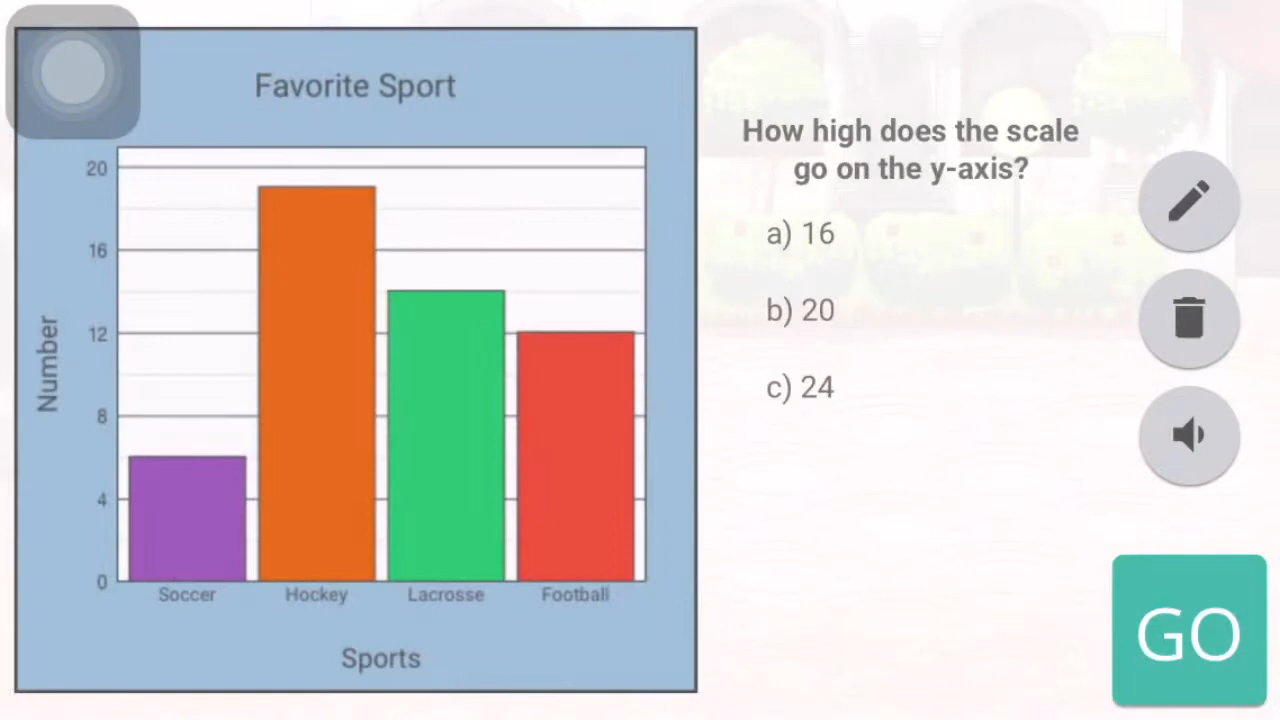 Favorite Sport
20
16
12
8
4
0
Number
Soccer Hockey Lacrosse Football
Sports
How high does the scale
go on the y-axis?
a) 16
b) 20
c) 24
GO